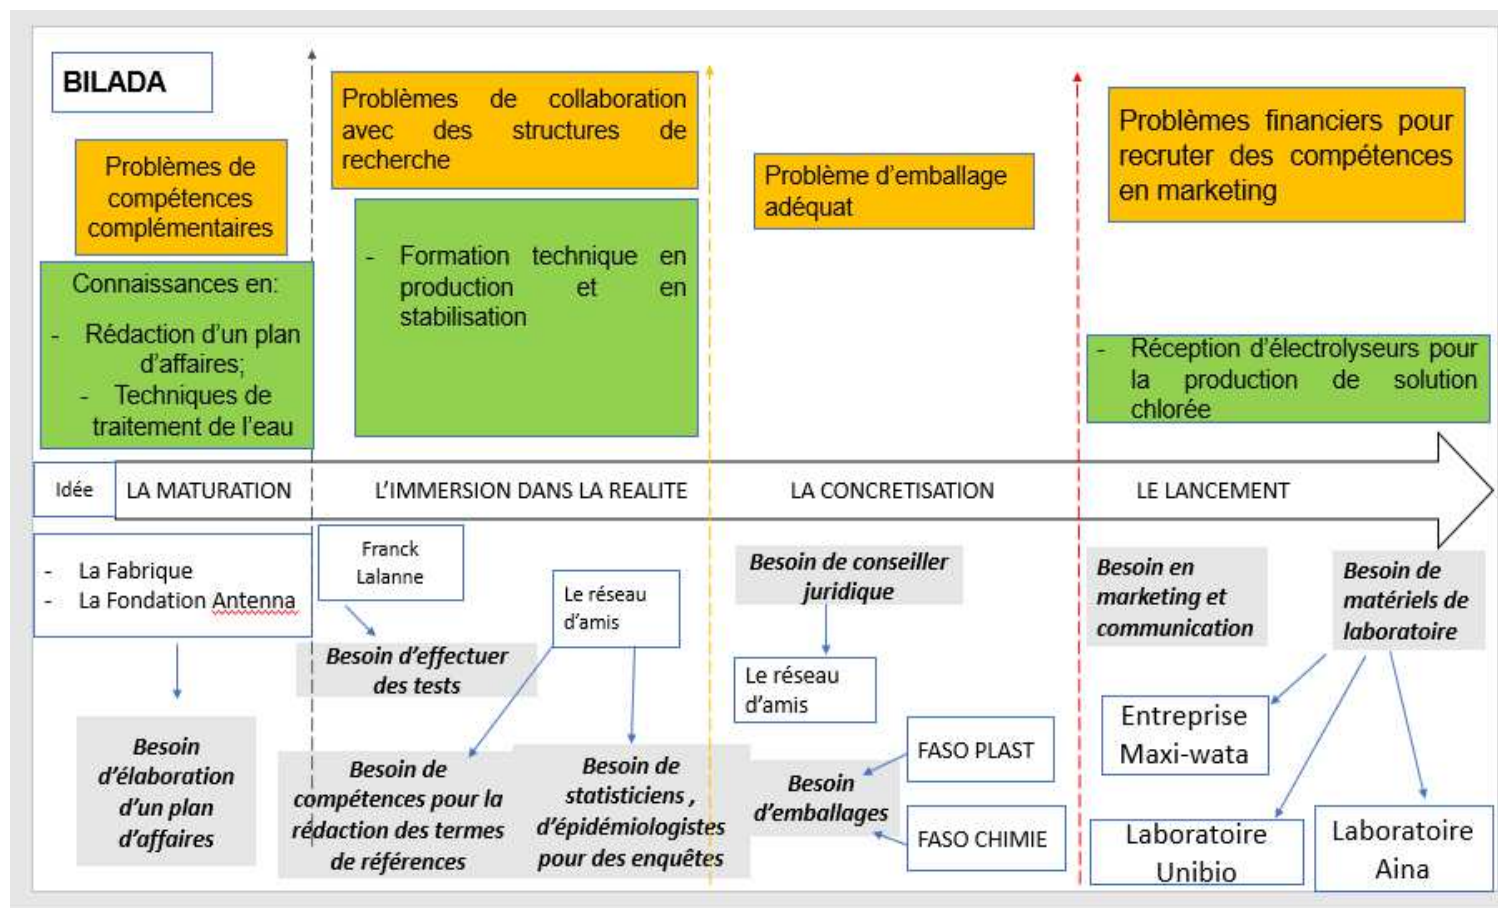 BILADA
Problèmes de
compétences
complémentaires
Connaissances en:
- Rédaction d'un plan
d'affaires;
- Techniques de
traitement de l'eau
Problèmes de collaboration
avec des structures de
recherche
- Formation technique en
production et en
stabilisation
Problème d'emballage
adéquat
Problèmes financiers pour
recruter des compétences
en marketing
- Réception d'électrolyseurs pour
la production de solution
chlorée
Idée
LA MATURATION
L'IMMERSION DANS LA REALITE
LA CONCRETISATION
LE LANCEMENT
- La Fabrique
- La Fondation Antenna
Besoin
d'élaboration
d'un plan
d'affaires
Franck
Lalanne
Besoin d'effectuer
des tests
Le réseau
d'amis
Besoin de
compétences pour la
rédaction des termes
de références
Besoin de
statisticiens ,
d'épidémiologistes
pour des enquêtes
Besoin de conseiller
juridique
Le réseau
d'amis
FASO PLAST
Besoin
d'emballages
FASO CHIMIE
Besoin en
marketing et
communication
Besoin de
matériels de
laboratoire
Entreprise
Maxi-wata
Laboratoire
Unibio
Laboratoire
Aina